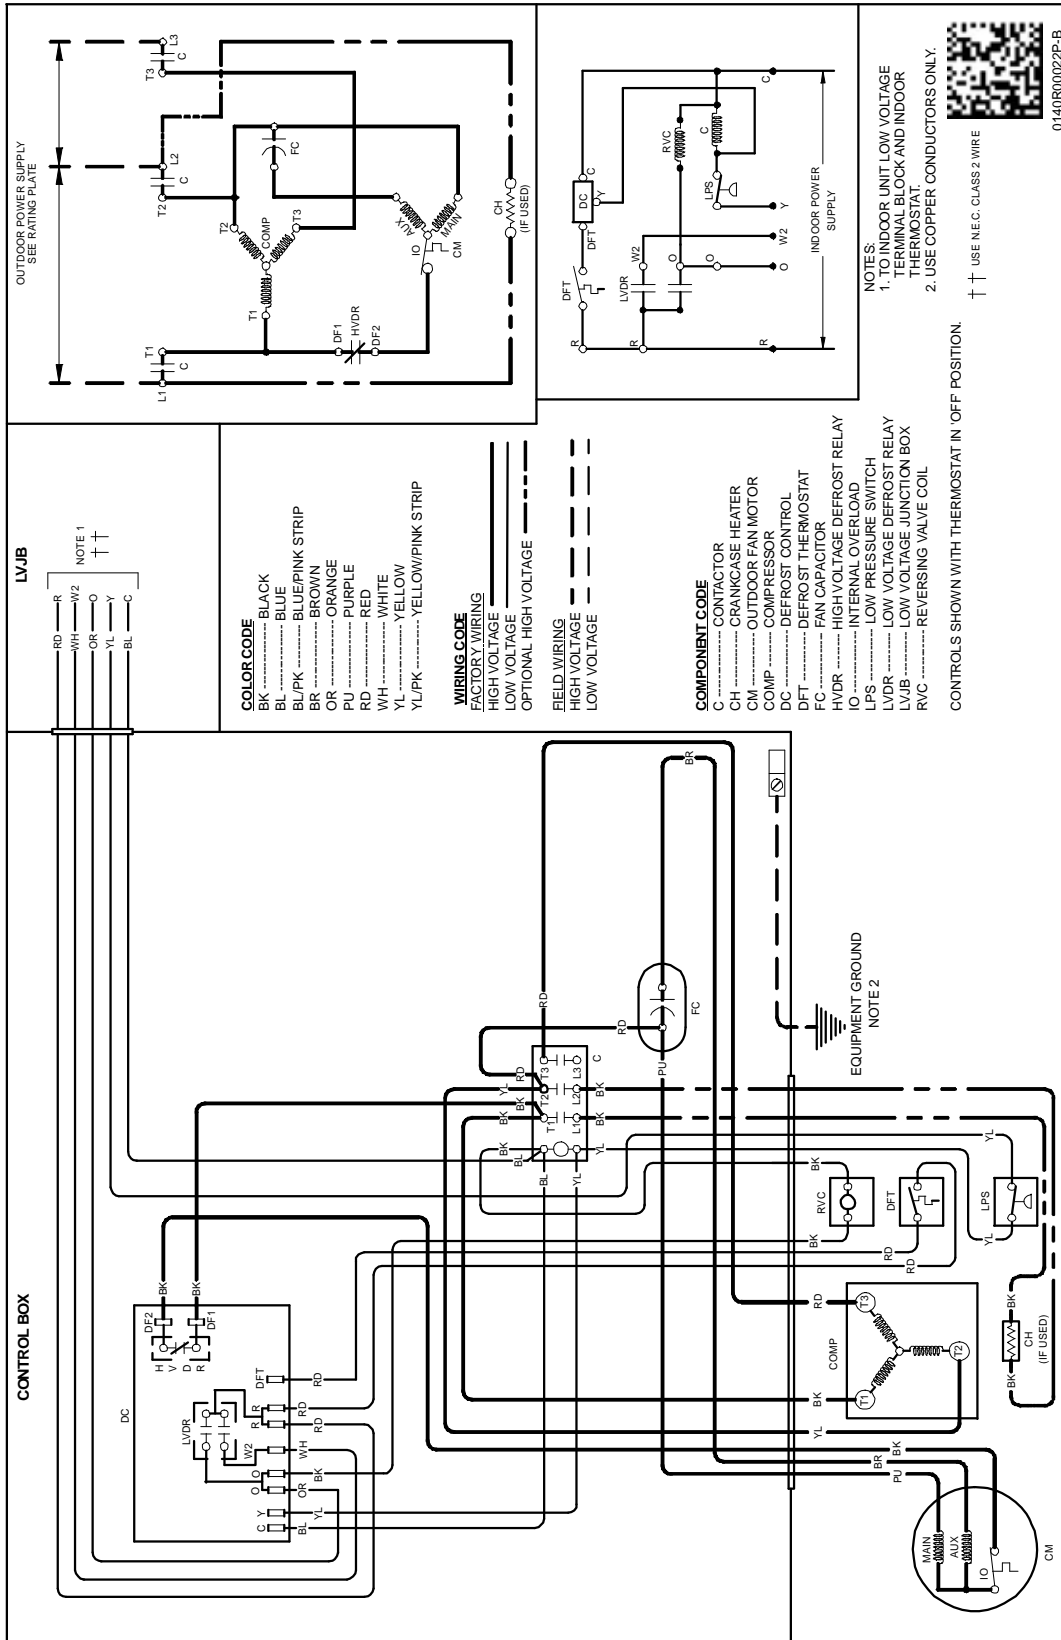 CONTROL BOX
LVJB
DC
LVDR
H
V
D
R
DF2
DF1
BK
BK
C
Y
O
O
W2
R
R
DFT
BL
YL
OR
BK
WH
RD
RD
RD
RD
WH
OR
YL
BL
R
W2
O
Y
C
NOTE 1
††
BL
BL
YL
YL
BK
BK
BK
YL
RD
RD
T1
T2
T3
L1
L2
L3
C
BK
BK
RD
PU
FC
BR
EQUIPMENT GROUND
NOTE 2
PU
BR
BK
YL
BK
RD
BK
BK
RD
RD
YL
YL
MAIN
AUX
IO
CM
COMP
T1
T2
T3
RVC
DFT
LPS
BK
BK
CH
(IF USED)
COLOR CODE
BK ---------- BLACK
BL ---------- BLUE
BL/PK ---------- BLUE/PINK STRIP
BR ---------- BROWN
OR ---------- ORANGE
PU ---------- PURPLE
RD ---------- RED
WH ---------- WHITE
YL ---------- YELLOW
YL/PK ---------- YELLOW/PINK STRIP
WIRING CODE
FACTORY WIRING
HIGH VOLTAGE
LOW VOLTAGE
OPTIONAL HIGH VOLTAGE
FIELD WIRING
HIGH VOLTAGE
LOW VOLTAGE
COMPONENT CODE
C ---------- CONTACTOR
CH ---------- CRANKCASE HEATER
CM ---------- OUTDOOR FAN MOTOR
COMP ---------- COMPRESSOR
DC ---------- DEFROST CONTROL
DFT ---------- DEFROST THERMOSTAT
FC ---------- FAN CAPACITOR
HVDR ---------- HIGH VOLTAGE DEFROST RELAY
IO ---------- INTERNAL OVERLOAD
LPS ---------- LOW PRESSURE SWITCH
LVDR ---------- LOW VOLTAGE DEFROST RELAY
LVJB ---------- LOW VOLTAGE JUNCTION BOX
RVC ---------- REVERSING VALVE COIL
CONTROLS SHOWN WITH THERMOSTAT IN 'OFF' POSITION.
OUTDOOR POWER SUPPLY
SEE RATING PLATE
L1
T1
C
T2
L2
C
T3
L3
C
T1
T2
COMP
T3
FC
DF1
HVDR
DF2
AUX
MAIN
IO
CM
CH
(IF USED)
R
DFT
DFT
DC
C
Y
R
LVDR
W2
O
O
RVC
C
LPS
R
O
W2
Y
C
INDOOR POWER
SUPPLY
NOTES:
1. TO INDOOR UNIT LOW VOLTAGE
TERMINAL BLOCK AND INDOOR
THERMOSTAT.
2. USE COPPER CONDUCTORS ONLY.
†† USE N.E.C. CLASS 2 WIRE
0140R00022P-B